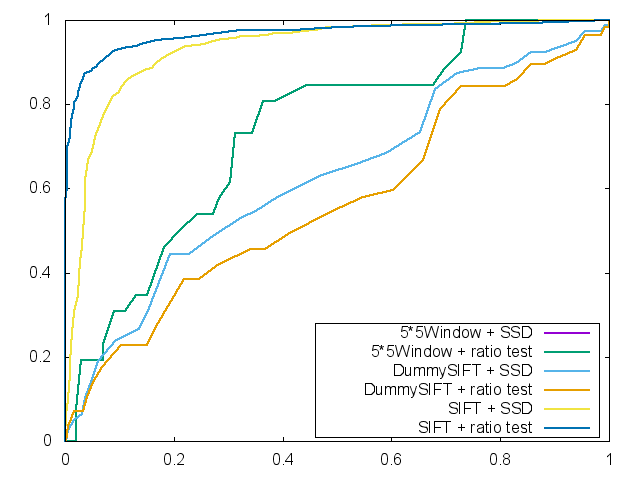 1
0.8
0.6
0.4
0.2
0
0 0.2 0.4 0.6 0.8 1
5*5Window + SSD
5*5Window + ratio test
DummySIFT + SSD
DummySIFT + ratio test
SIFT + SSD
SIFT + ratio test